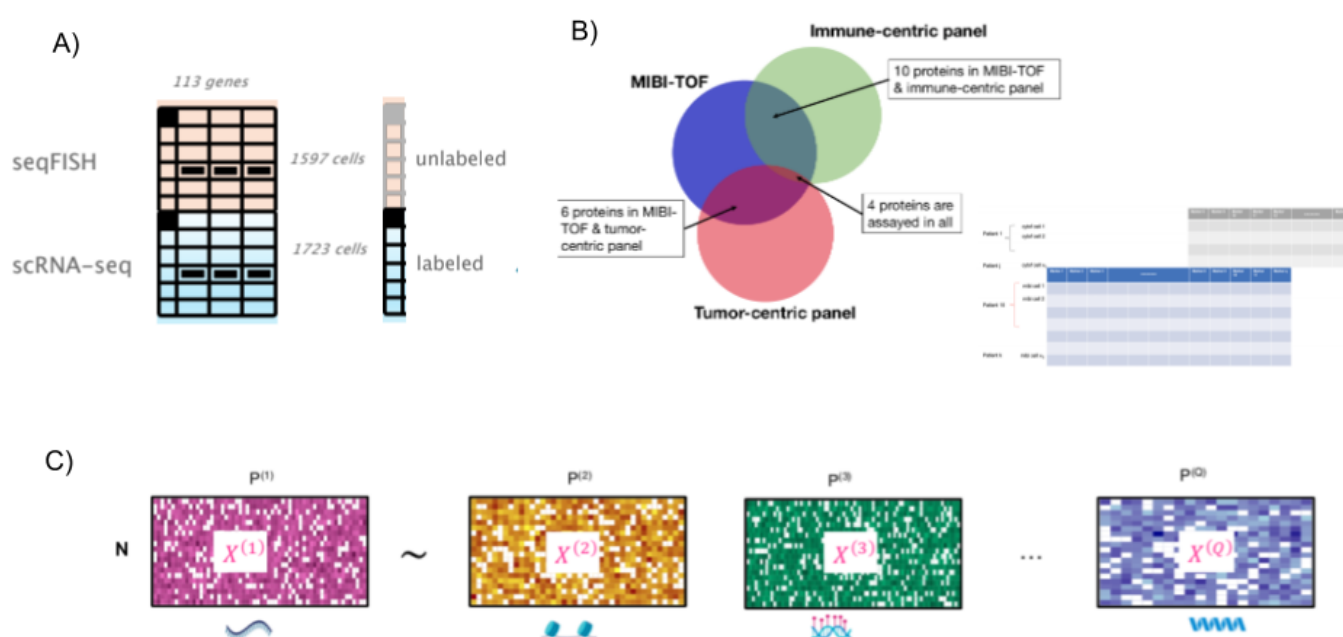 A)
113 genes
seqFISH
1597 cells
unlabeled
scRNA-seq
1723 cells
labeled
B)
Immune-centric panel
MIBI-TOF
10 proteins in MIBI-TOF
& immune-centric panel
6 proteins in MIBI-
TOF & tumor-
centric panel
4 proteins are
assayed in all
Tumor-centric panel
C)
P(1)
P(2)
P(3)
P(Q)
N
X(1)
~
X(2)
X(3)
...
X(Q)